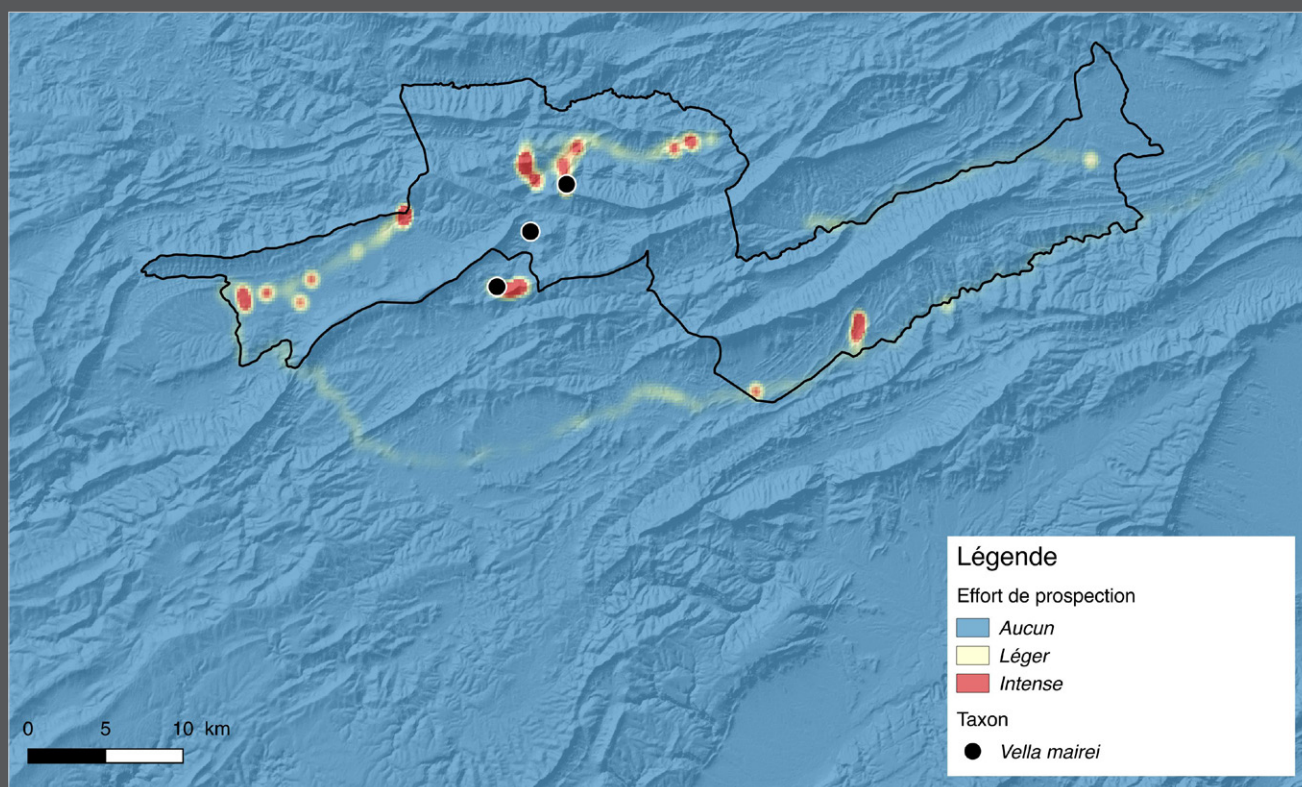 Légende
Effort de prospection
Aucun
Léger
Intense
Taxon
Vella mairei
0 5 10 km